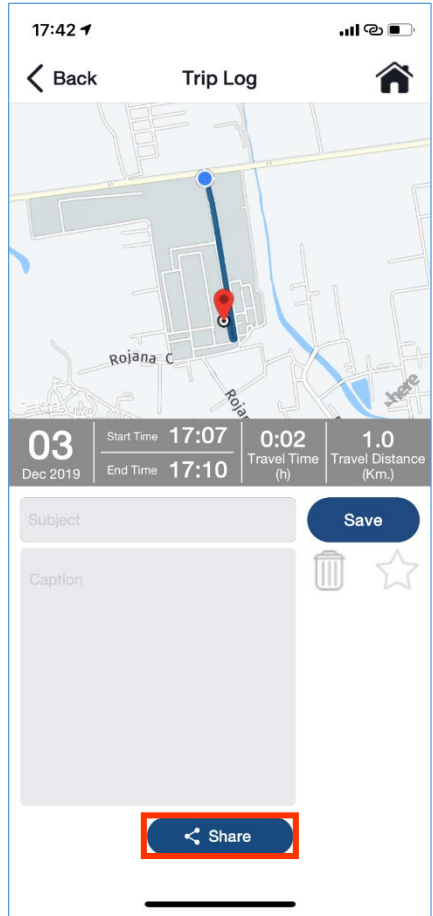 17:42
Back
Trip Log
Rojana C
Roja
here
03
Dec 2019
Start Time 17:07
End Time 17:10
0:02
Travel Time
(h)
1.0
Travel Distance
(Km.)
Subject
Save
Caption
Share